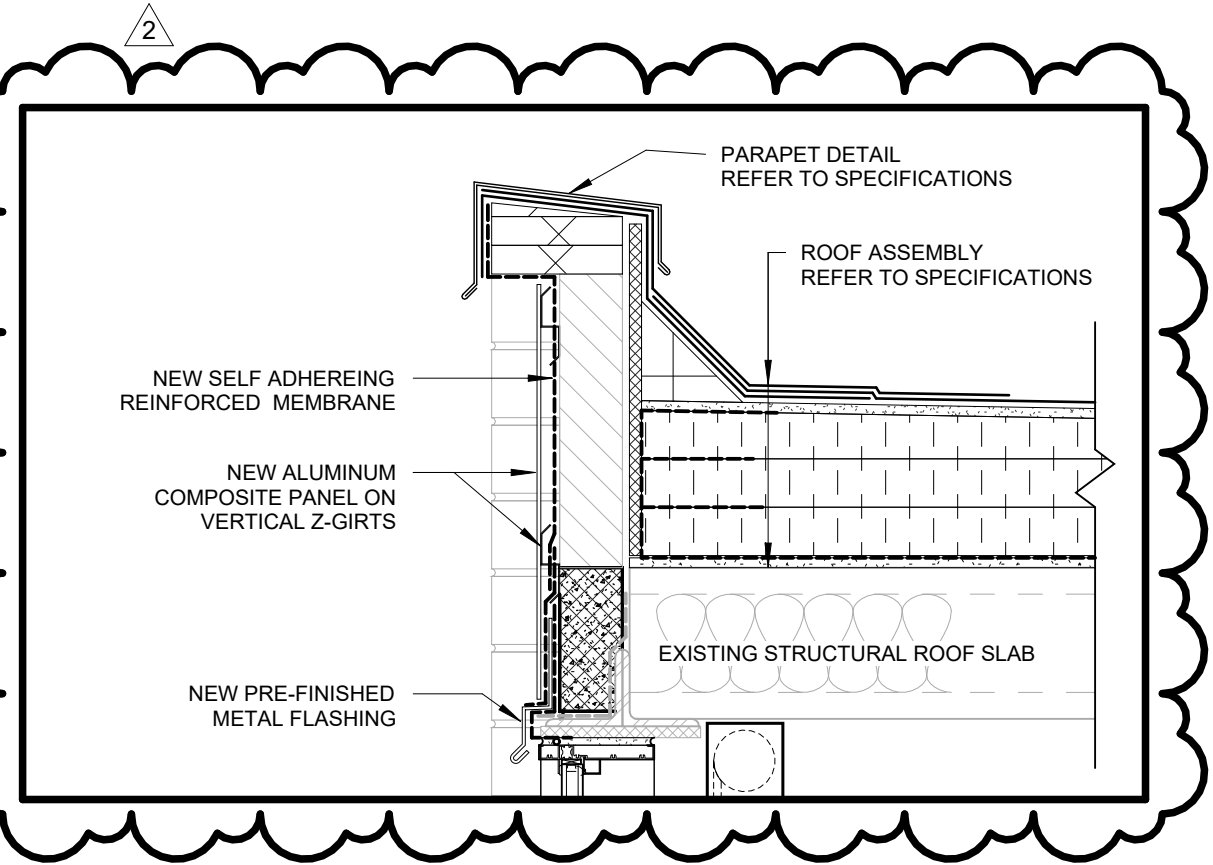 2
PARAPET DETAIL
REFER TO SPECIFICATIONS
ROOF ASSEMBLY
REFER TO SPECIFICATIONS
NEW SELF ADHEREING
REINFORCED MEMBRANE
NEW ALUMINUM
COMPOSITE PANEL ON
VERTICAL Z-GIRTS
EXISTING STRUCTURAL ROOF SLAB
NEW PRE-FINISHED
METAL FLASHING